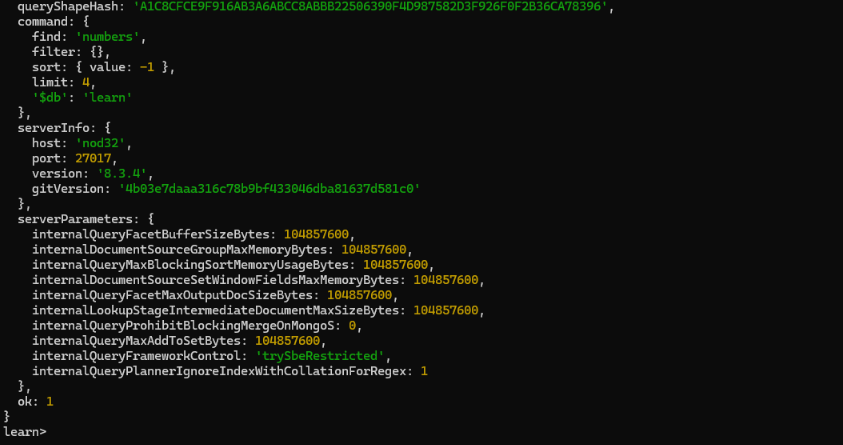 queryShapeHash: 'A1C8CFCE9F916AB3A6ABCC8ABBB22506390F4D987582D3F926F0F2B36CA78396',
command: {
find: 'numbers',
filter: {},
sort: { value: -1 },
limit: 4,
'$db': 'learn'
},
serverInfo: {
host: 'nod32',
port: 27017,
version: '8.3.4',
gitVersion: '4b03e7daaa316c78b9bf433046dba81637d581c0'
},
serverParameters: {
internalQueryFacetBufferSizeBytes: 104857600,
internalDocumentSourceGroupMaxMemoryBytes: 104857600,
internalQueryMaxBlockingSortMemoryUsageBytes: 104857600,
internalDocumentSourceSetWindowFieldsMaxMemoryBytes: 104857600,
internalQueryFacetMaxOutputDocSizeBytes: 104857600,
internalLookupStageIntermediateDocumentMaxSizeBytes: 104857600,
internalQueryProhibitBlockingMergeOnMongoS: 0,
internalQueryMaxAddToSetBytes: 104857600,
internalQueryFrameworkControl: 'trySbeRestricted',
internalQueryPlannerIgnoreIndexWithCollationForRegex: 1
},
ok: 1
}
learn>